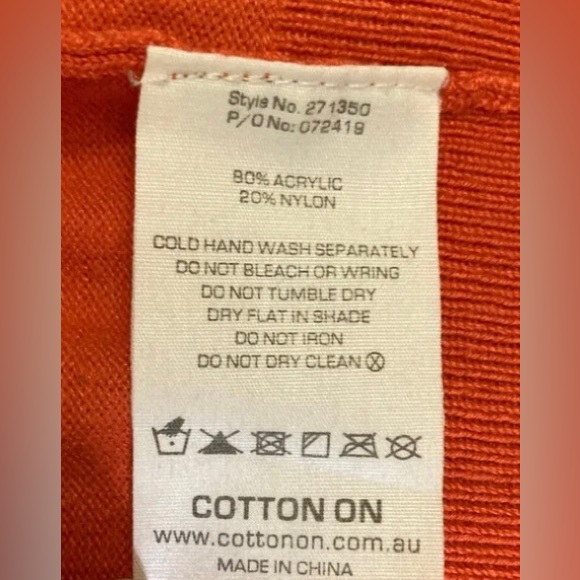 Style No. 271350
P/O No: 072419
80% ACRYLIC
20% NYLON
COLD HAND WASH SEPARATELY
DO NOT BLEACH OR WRING
DO NOT TUMBLE DRY
DRY FLAT IN SHADE
DO NOT IRON
DO NOT DRY CLEAN
COTTON ON
www.cottonon.com.au
MADE IN CHINA